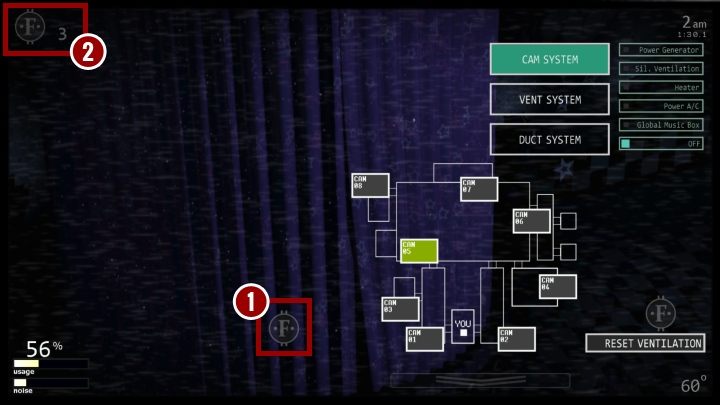 F
3
2
2 am
1:30.1
CAM SYSTEM
VENT SYSTEM
DUCT SYSTEM
Power Generator
Sil. Ventilation
Heater
Power A/C
Global Music Box
OFF
CAM 08
CAM 07
CAM 06
CAM 05
CAM 04
CAM 03
CAM 01
YOU
CAM 02
1
F
F
RESET VENTILATION
56%
usage
noise
60°